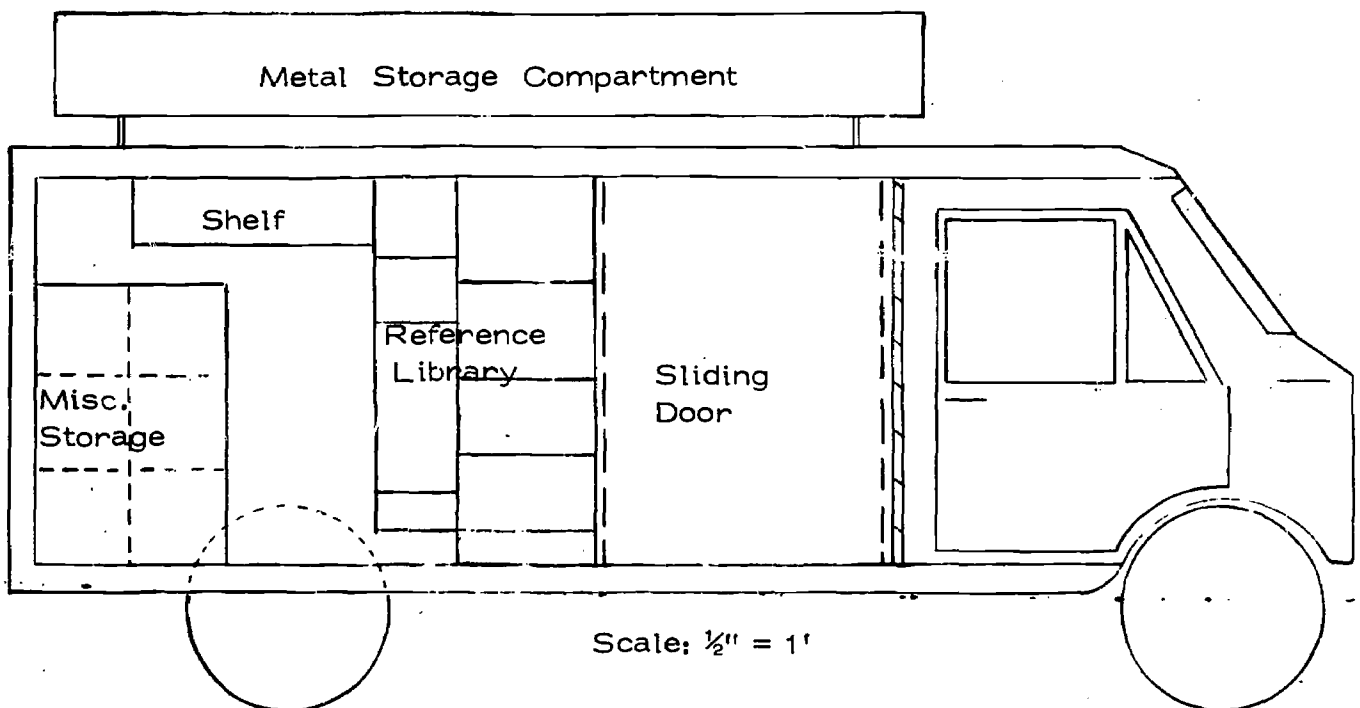 Metal Storage Compartment
Shelf
Reference
Library
Sliding
Door
Misc.
Storage
Scale: ½" = 1'